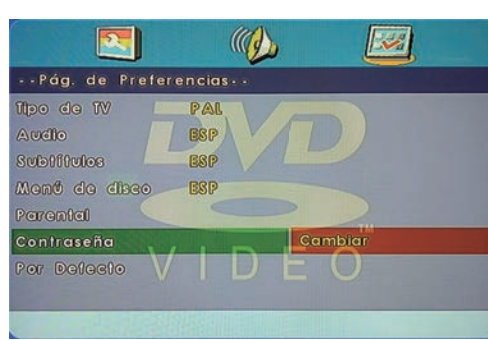 --Pág. de Preferencias--
Tipo de TV PAL
Audio ESP
Subtítulos ESP
Menú de disco ESP
Parental
Contraseña Cambiar
Por Defecto
DVD
TM
VIDEO